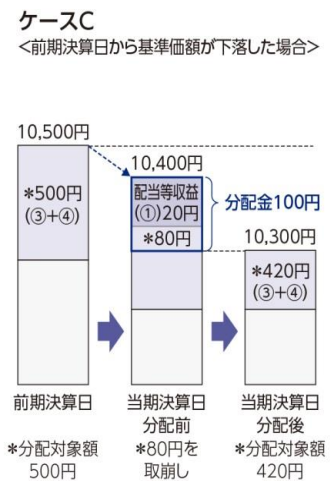 ケースC
<前期決算日から基準価額が下落した場合>
10,500円
*500円
(③+④)
10,400円
配当等収益
(①)20円
*80円
分配金100円
10,300円
*420円
(③+④)
前期決算日
当期決算日
分配前
当期決算日
分配後
*分配対象額
500円
*80円を
取崩し
*分配対象額
420円